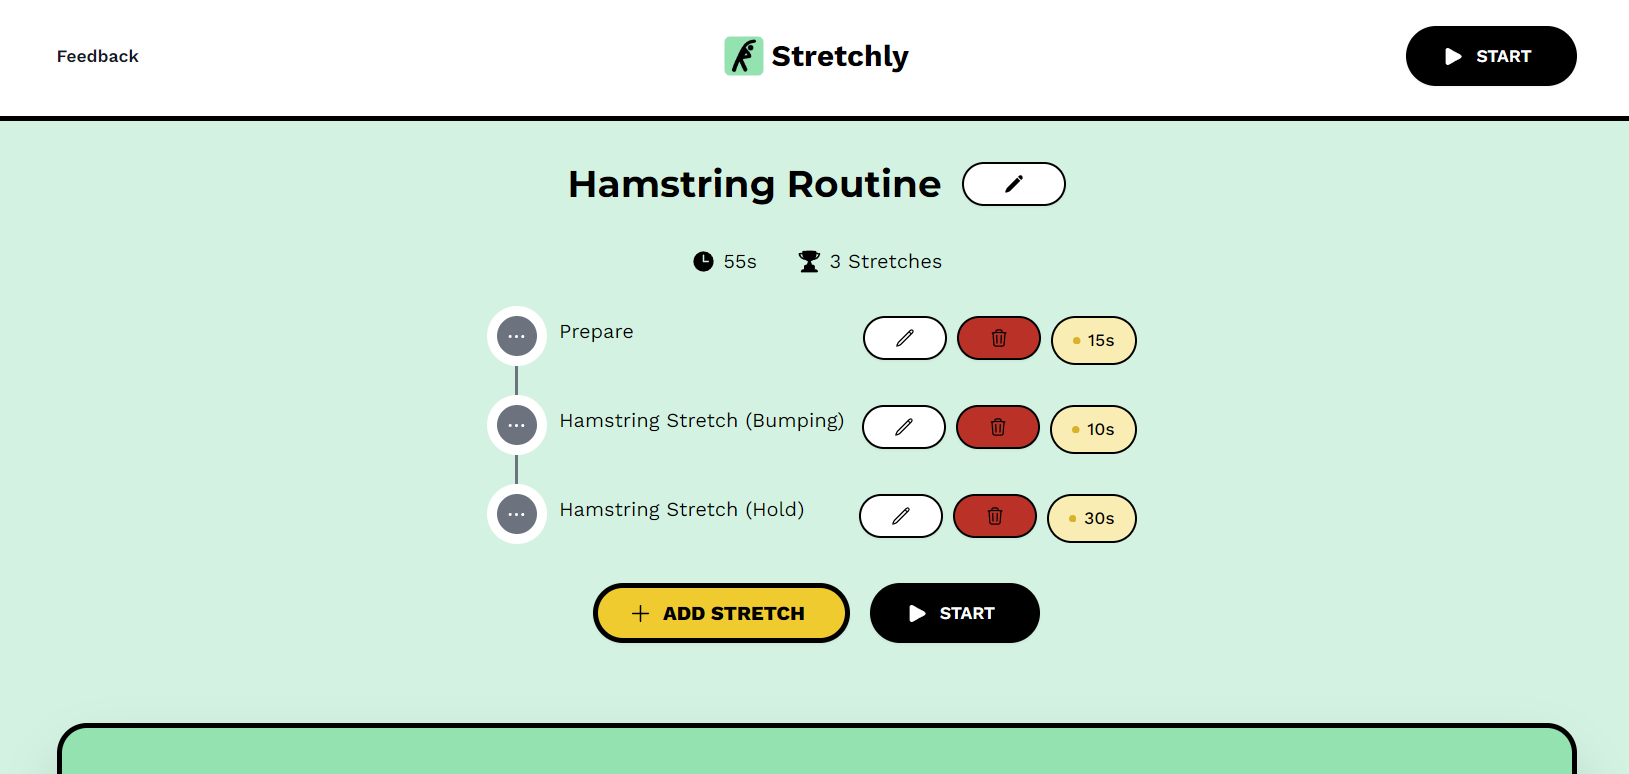 Feedback
Stretchly
START
Hamstring Routine
55s
3 Stretches
Prepare
15s
Hamstring Stretch (Bumping)
10s
Hamstring Stretch (Hold)
30s
ADD STRETCH
START